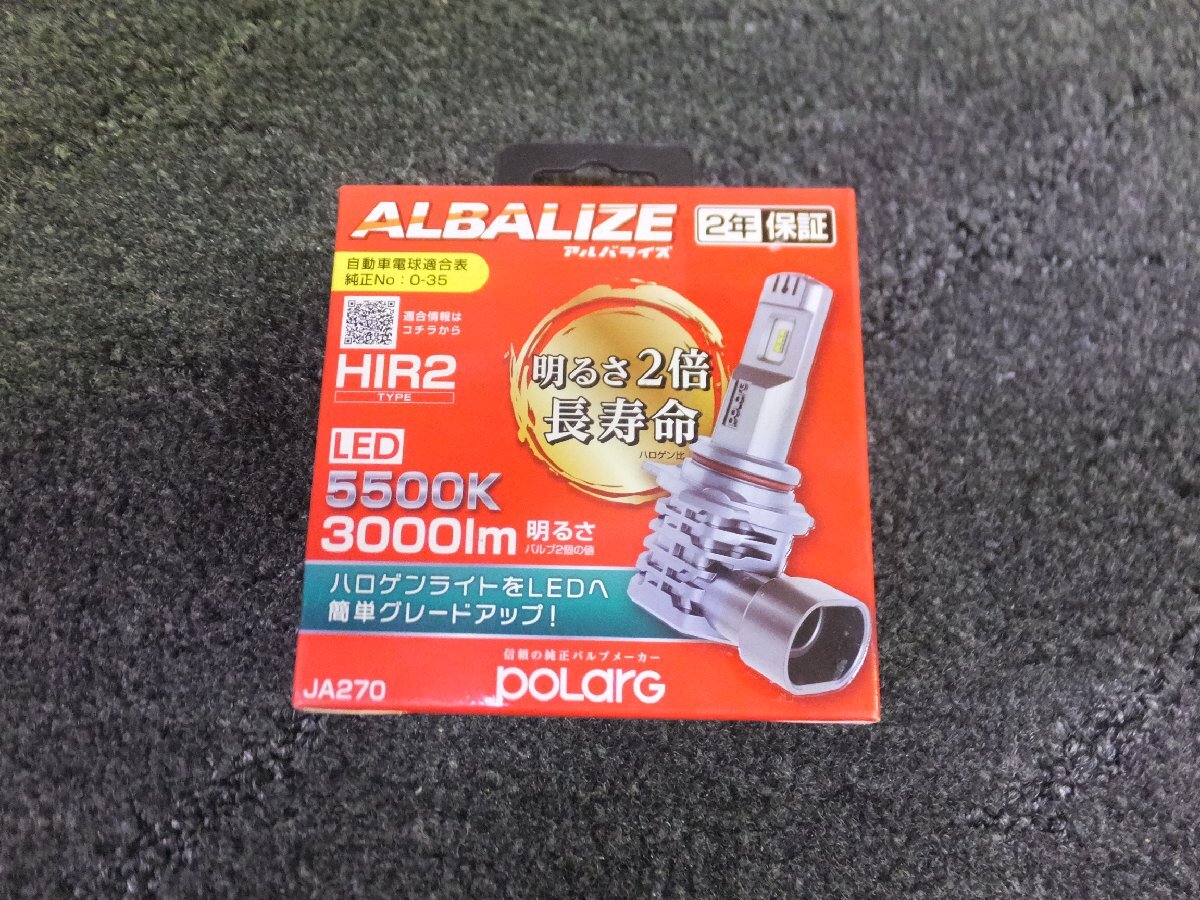 ALBALIZE
アルバライズ
2年保証
自動車電球適合表
純正No：0-35
適合情報は
コチラから
HIR2
TYPE
明るさ2倍
長寿命
ハロゲン比
LED
5500K
3000lm 明るさ
バルブ2個の値
ハロゲンライトをLEDへ
簡単グレードアップ！
信頼の純正バルブメーカー
POLARG
JA270